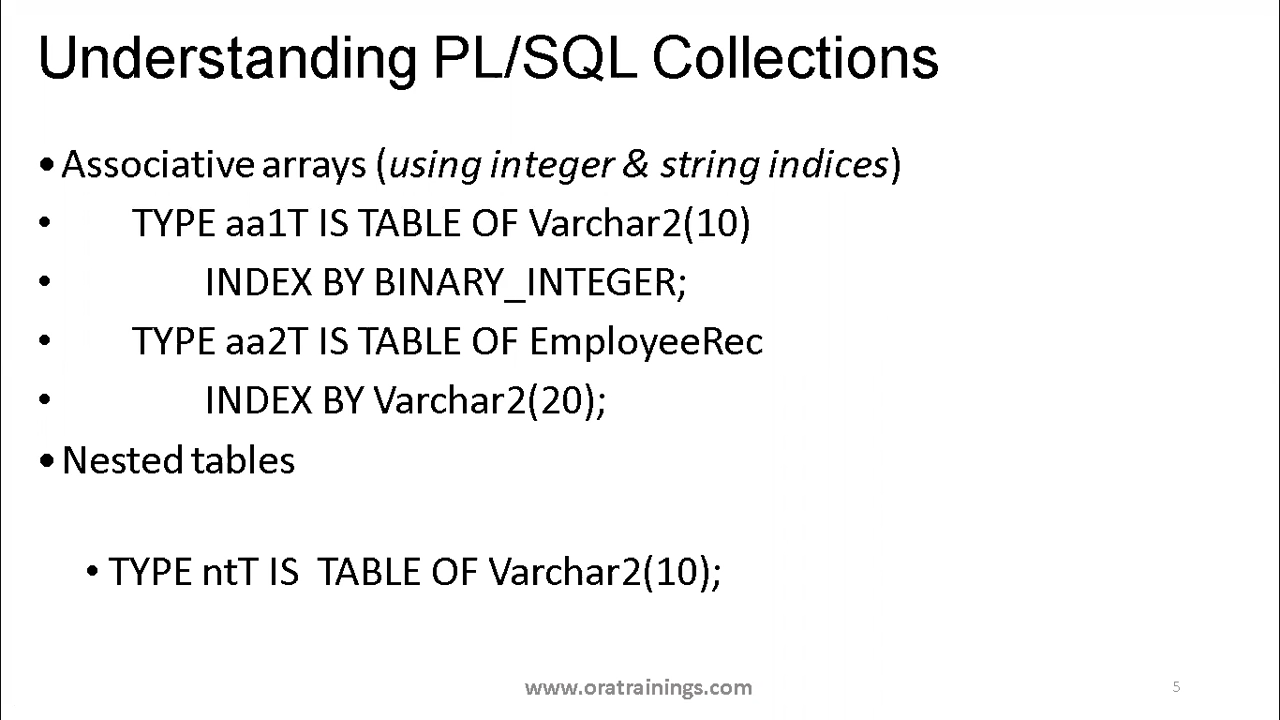 Understanding PL/SQL Collections
•Associative arrays (using integer & string indices)
• TYPE aa1T IS TABLE OF Varchar2(10)
• INDEX BY BINARY_INTEGER;
• TYPE aa2T IS TABLE OF EmployeeRec
• INDEX BY Varchar2(20);
•Nested tables
• TYPE ntT IS TABLE OF Varchar2(10);
www.oratrainings.com
5